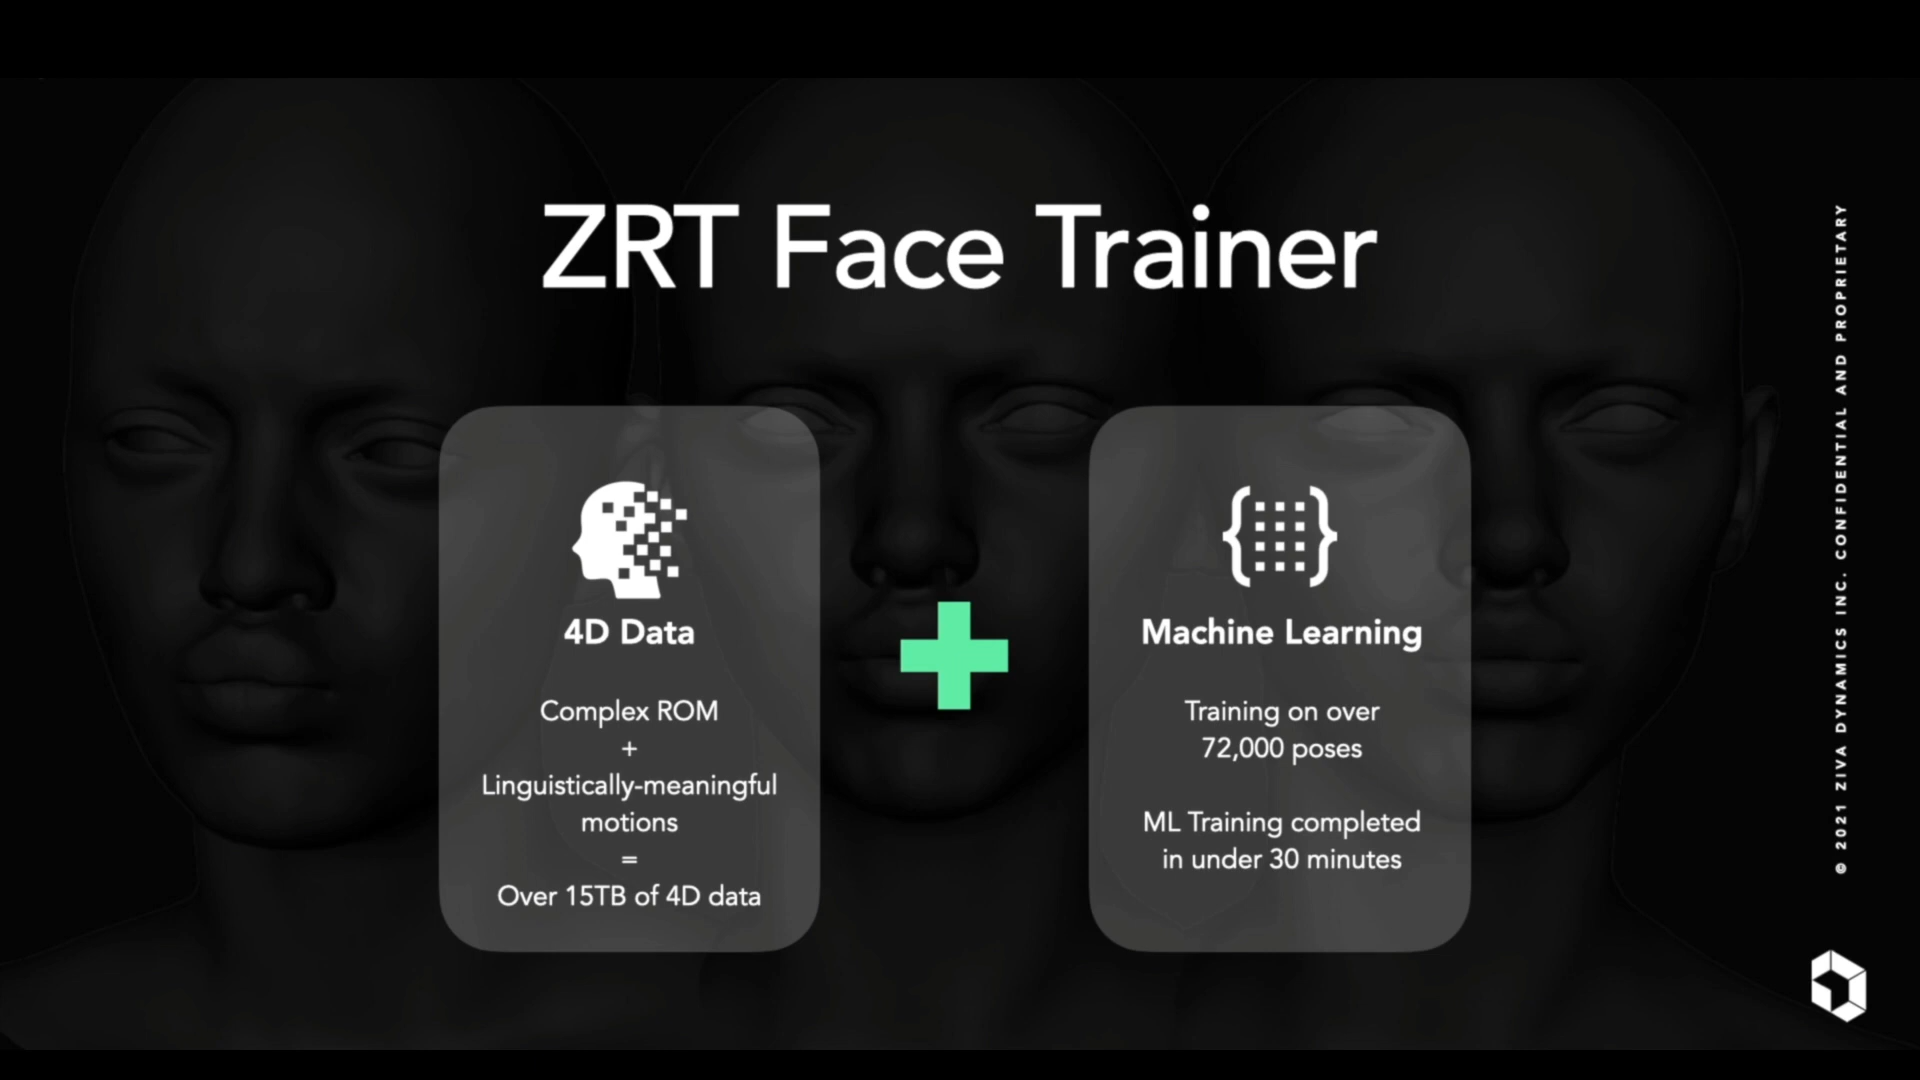 ZRT Face Trainer
4D Data
Complex ROM
+
Linguistically-meaningful
motions
=
Over 15TB of 4D data
Machine Learning
Training on over
72,000 poses
ML Training completed
in under 30 minutes
© 2021 ZIVA DYNAMICS INC. CONFIDENTIAL AND PROPRIETARY